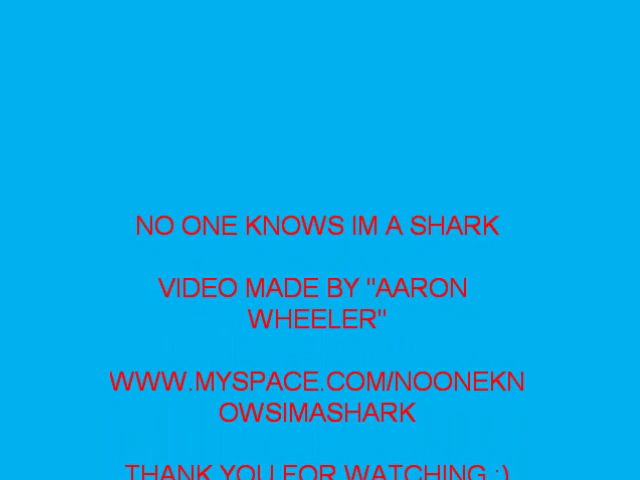 NO ONE KNOWS IM A SHARK
VIDEO MADE BY "AARON
WHEELER"
WWW.MYSPACE.COM/NOONEKN
OWSIMASHARK
THANK YOU FOR WATCHING :)